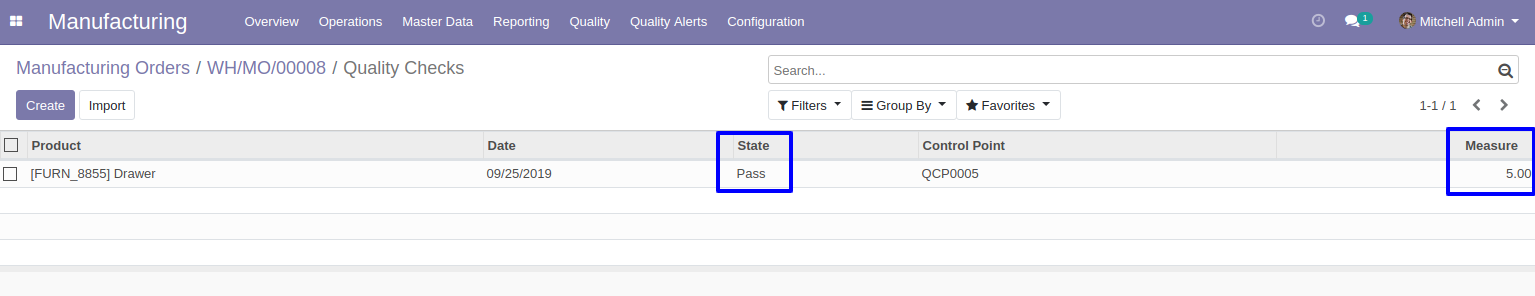 Manufacturing Overview Operations Master Data Reporting Quality Quality Alerts Configuration 1 Mitchell Admin
Manufacturing Orders / WH/MO/00008 / Quality Checks Search...
Create Import Filters Group By Favorites 1-1 / 1
Product Date State Control Point Measure
[FURN_8855] Drawer 09/25/2019 Pass QCP0005 5.00